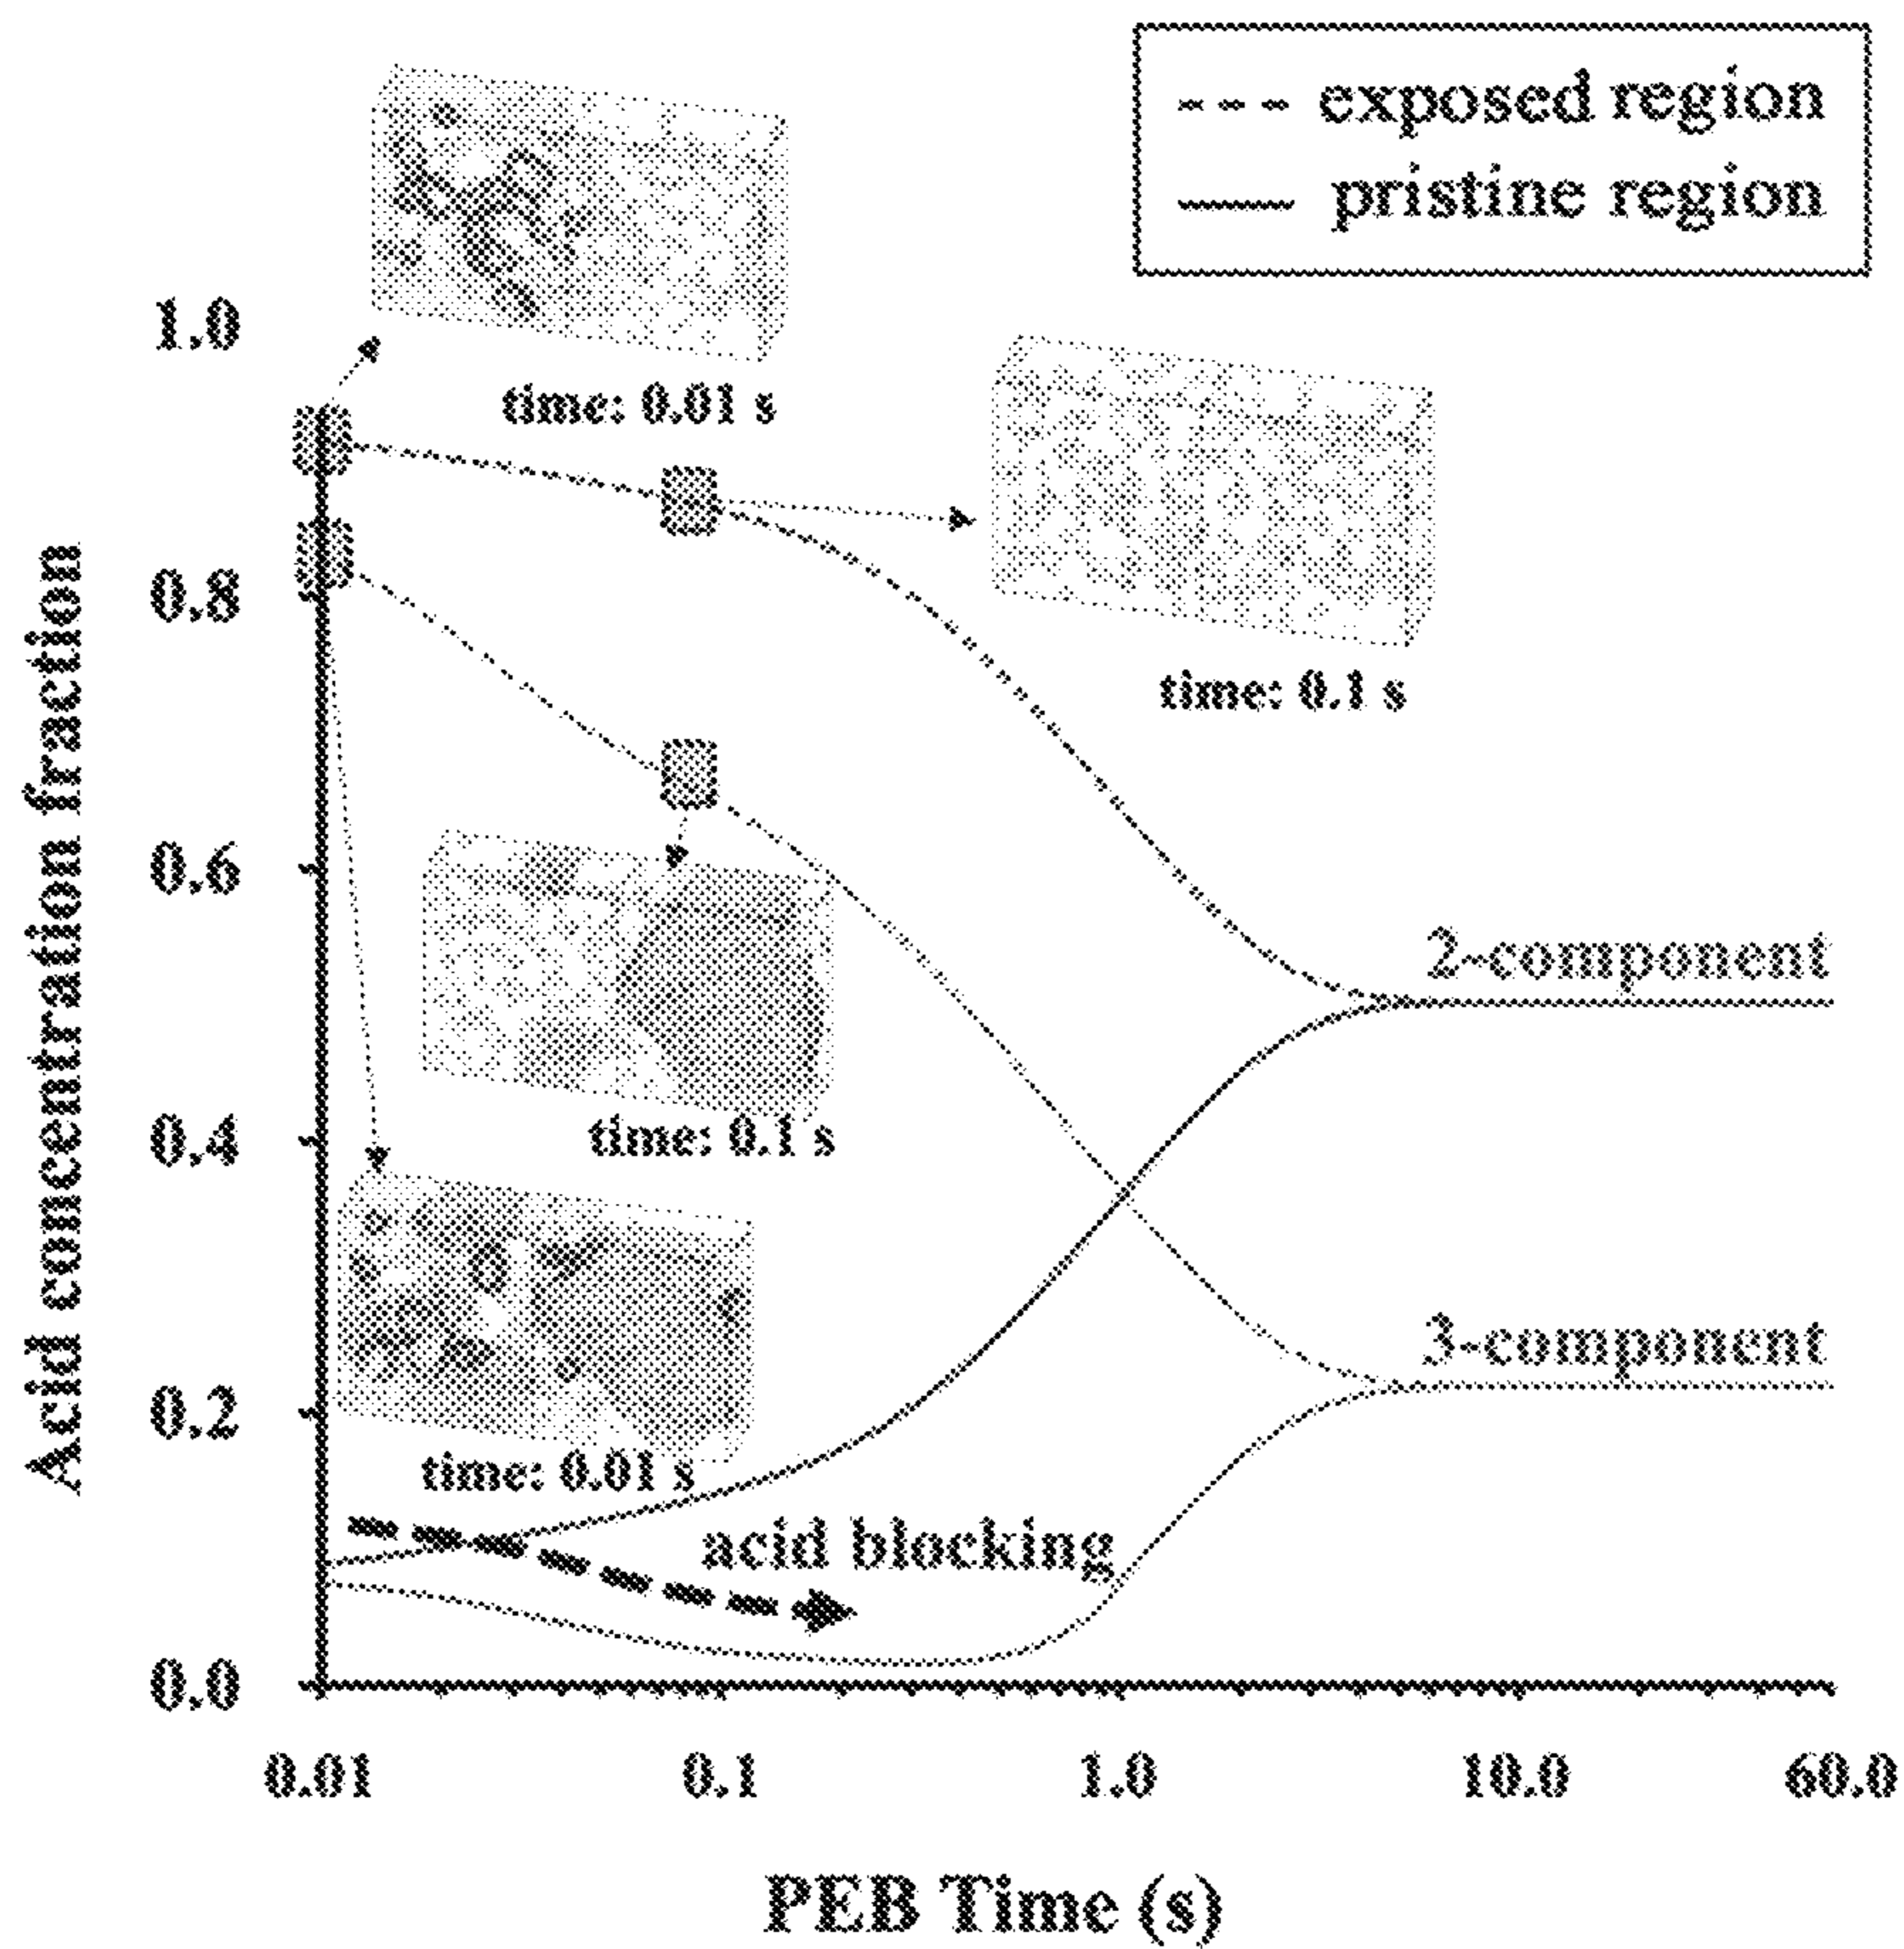 exposed region
pristine region
time: 0.01 s
time: 0.1 s
1.0
0.8
0.6
0.4
0.2
0.0
Acid concentration fraction
2-component
time: 0.1 s
3-component
time: 0.01 s
acid blocking
0.01 0.1 1.0 10.0 60.0
PEB Time (s)